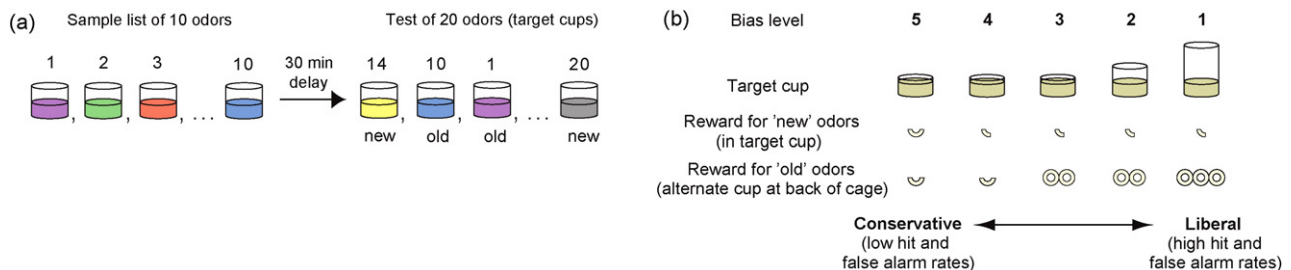 (a)
Sample list of 10 odors
Test of 20 odors (target cups)
1 2 3 10
30 min
delay
14 10 1 20
, , , ... , , , ...
new old old new
(b)
Bias level 5 4 3 2 1
Target cup
Reward for 'new' odors
(in target cup)
Reward for 'old' odors
(alternate cup at back of cage)
Conservative
(low hit and
false alarm rates)
Liberal
(high hit and
false alarm rates)